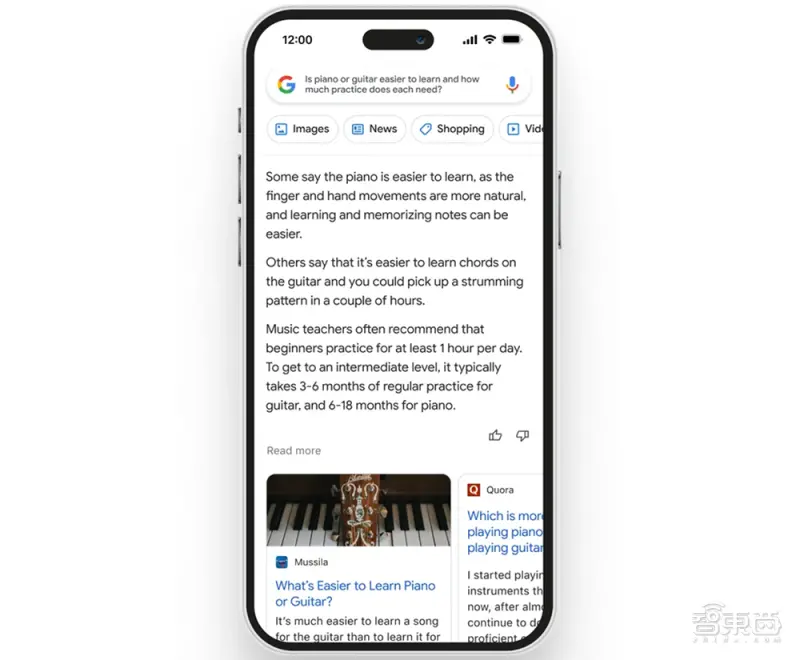 12:00
Is piano or guitar easier to learn and how
much practice does each need?
Images News Shopping
Some say the piano is easier to learn, as the
finger and hand movements are more natural,
and learning and memorizing notes can be
easier.
Others say that it's easier to learn chords on
the guitar and you could pick up a strumming
pattern in a couple of hours.
Music teachers often recommend that
beginners practice for at least 1 hour per day.
To get to an intermediate level, it typically
takes 3-6 months of regular practice for
guitar, and 6-18 months for piano.
Read more
Mussila
What's Easier to Learn Piano
or Guitar?
It's much easier to learn a song
for the guitar than to learn it for
Quora
Which is more
playing piano
playing guitar
I started playin
instruments th
now, after almo
continue to d
proficient
智东西